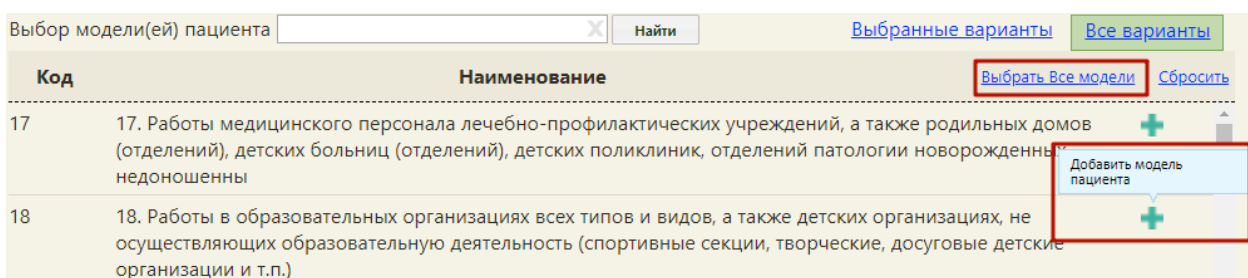 Выбор модели(ей) пациента X Найти Выбранные варианты Все варианты
Код Наименование Выбрать Все модели Сбросить
17 17. Работы медицинского персонала лечебно-профилактических учреждений, а также родильных домов
(отделений), детских больниц (отделений), детских поликлиник, отделений патологии новорожденных
недоношенны
Добавить модель
пациента
18 18. Работы в образовательных организациях всех типов и видов, а также детских организациях, не
осуществляющих образовательную деятельность (спортивные секции, творческие, досуговые детские
организации и т.п.)